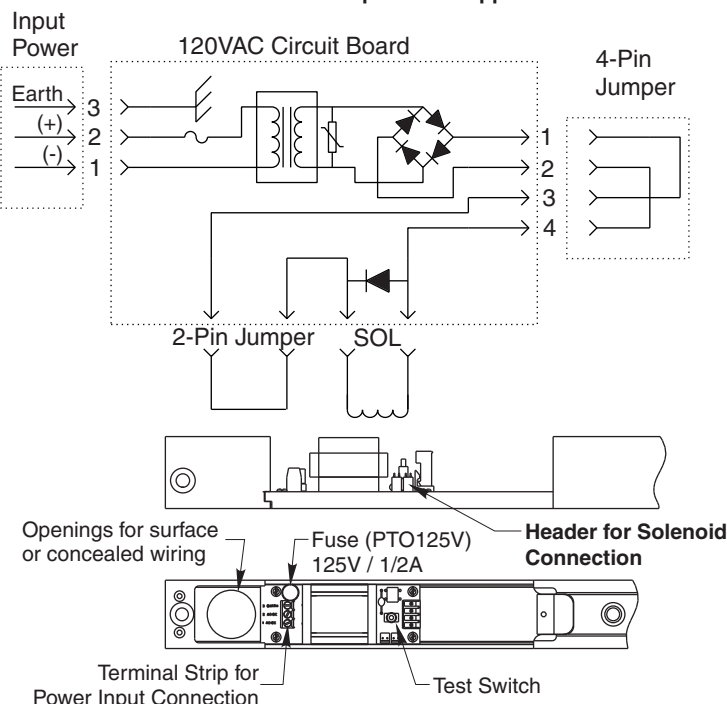 Input
Power
120VAC Circuit Board
4-Pin
Jumper
Earth
3
(+)
2
(-)
1
1
2
3
4
2-Pin Jumper
SOL
Openings for surface
or concealed wiring
Fuse (PTO125V)
125V / 1/2A
Header for Solenoid
Connection
Terminal Strip for
Power Input Connection
Test Switch